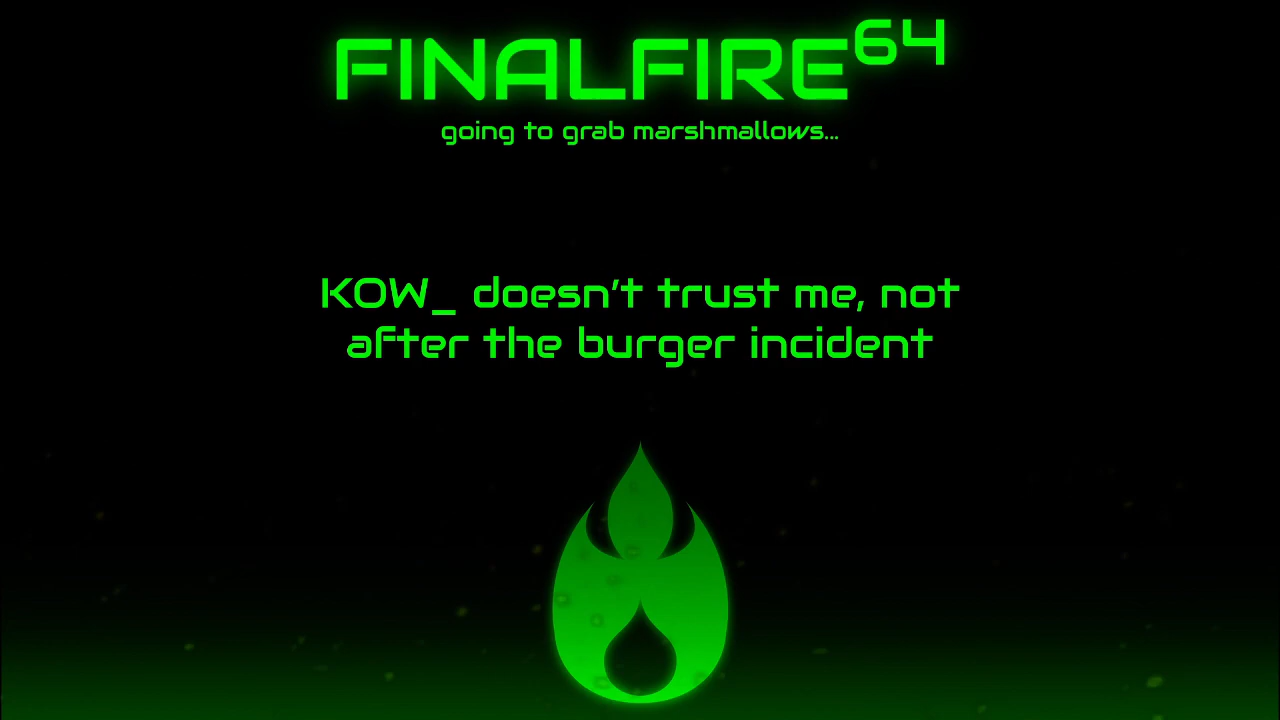 FINALFIRE64
going to grab marshmallows...
KOW_ doesn't trust me, not
after the burger incident